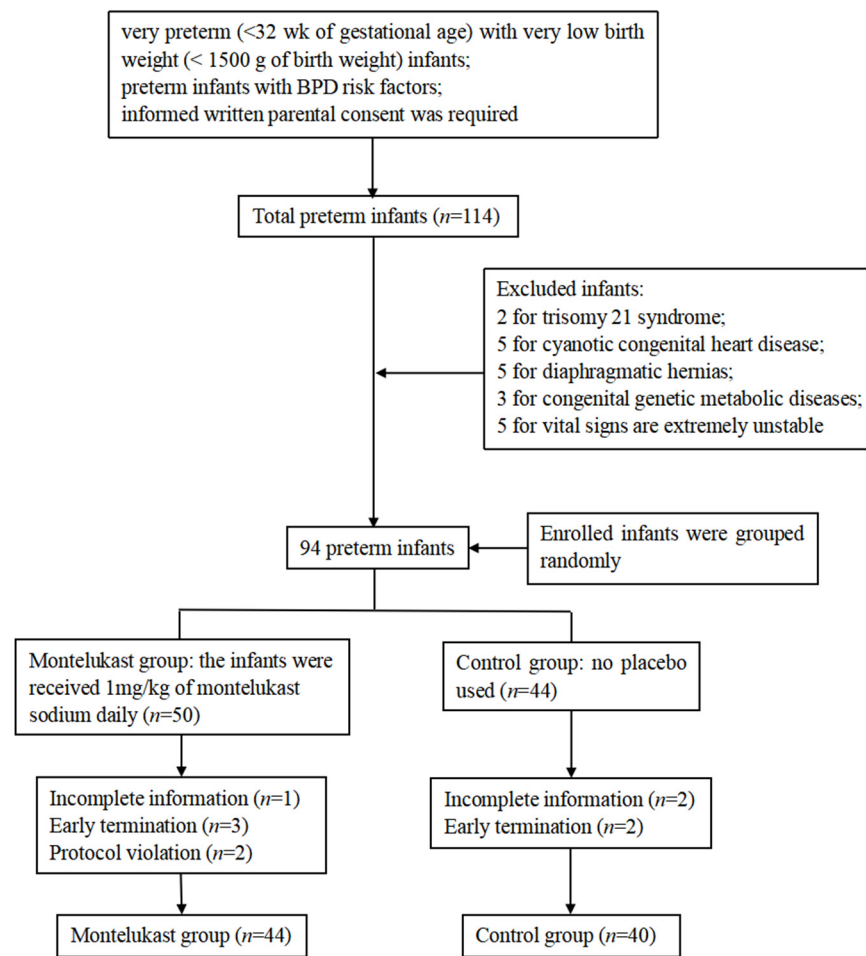 very preterm (<32 wk of gestational age) with very low birth
weight (< 1500 g of birth weight) infants;
preterm infants with BPD risk factors;
informed written parental consent was required
Total preterm infants (n=114)
Excluded infants:
2 for trisomy 21 syndrome;
5 for cyanotic congenital heart disease;
5 for diaphragmatic hernias;
3 for congenital genetic metabolic diseases;
5 for vital signs are extremely unstable
94 preterm infants
Enrolled infants were grouped
randomly
Montelukast group: the infants were
received 1mg/kg of montelukast
sodium daily (n=50)
Control group: no placebo
used (n=44)
Incomplete information (n=1)
Early termination (n=3)
Protocol violation (n=2)
Incomplete information (n=2)
Early termination (n=2)
Montelukast group (n=44)
Control group (n=40)